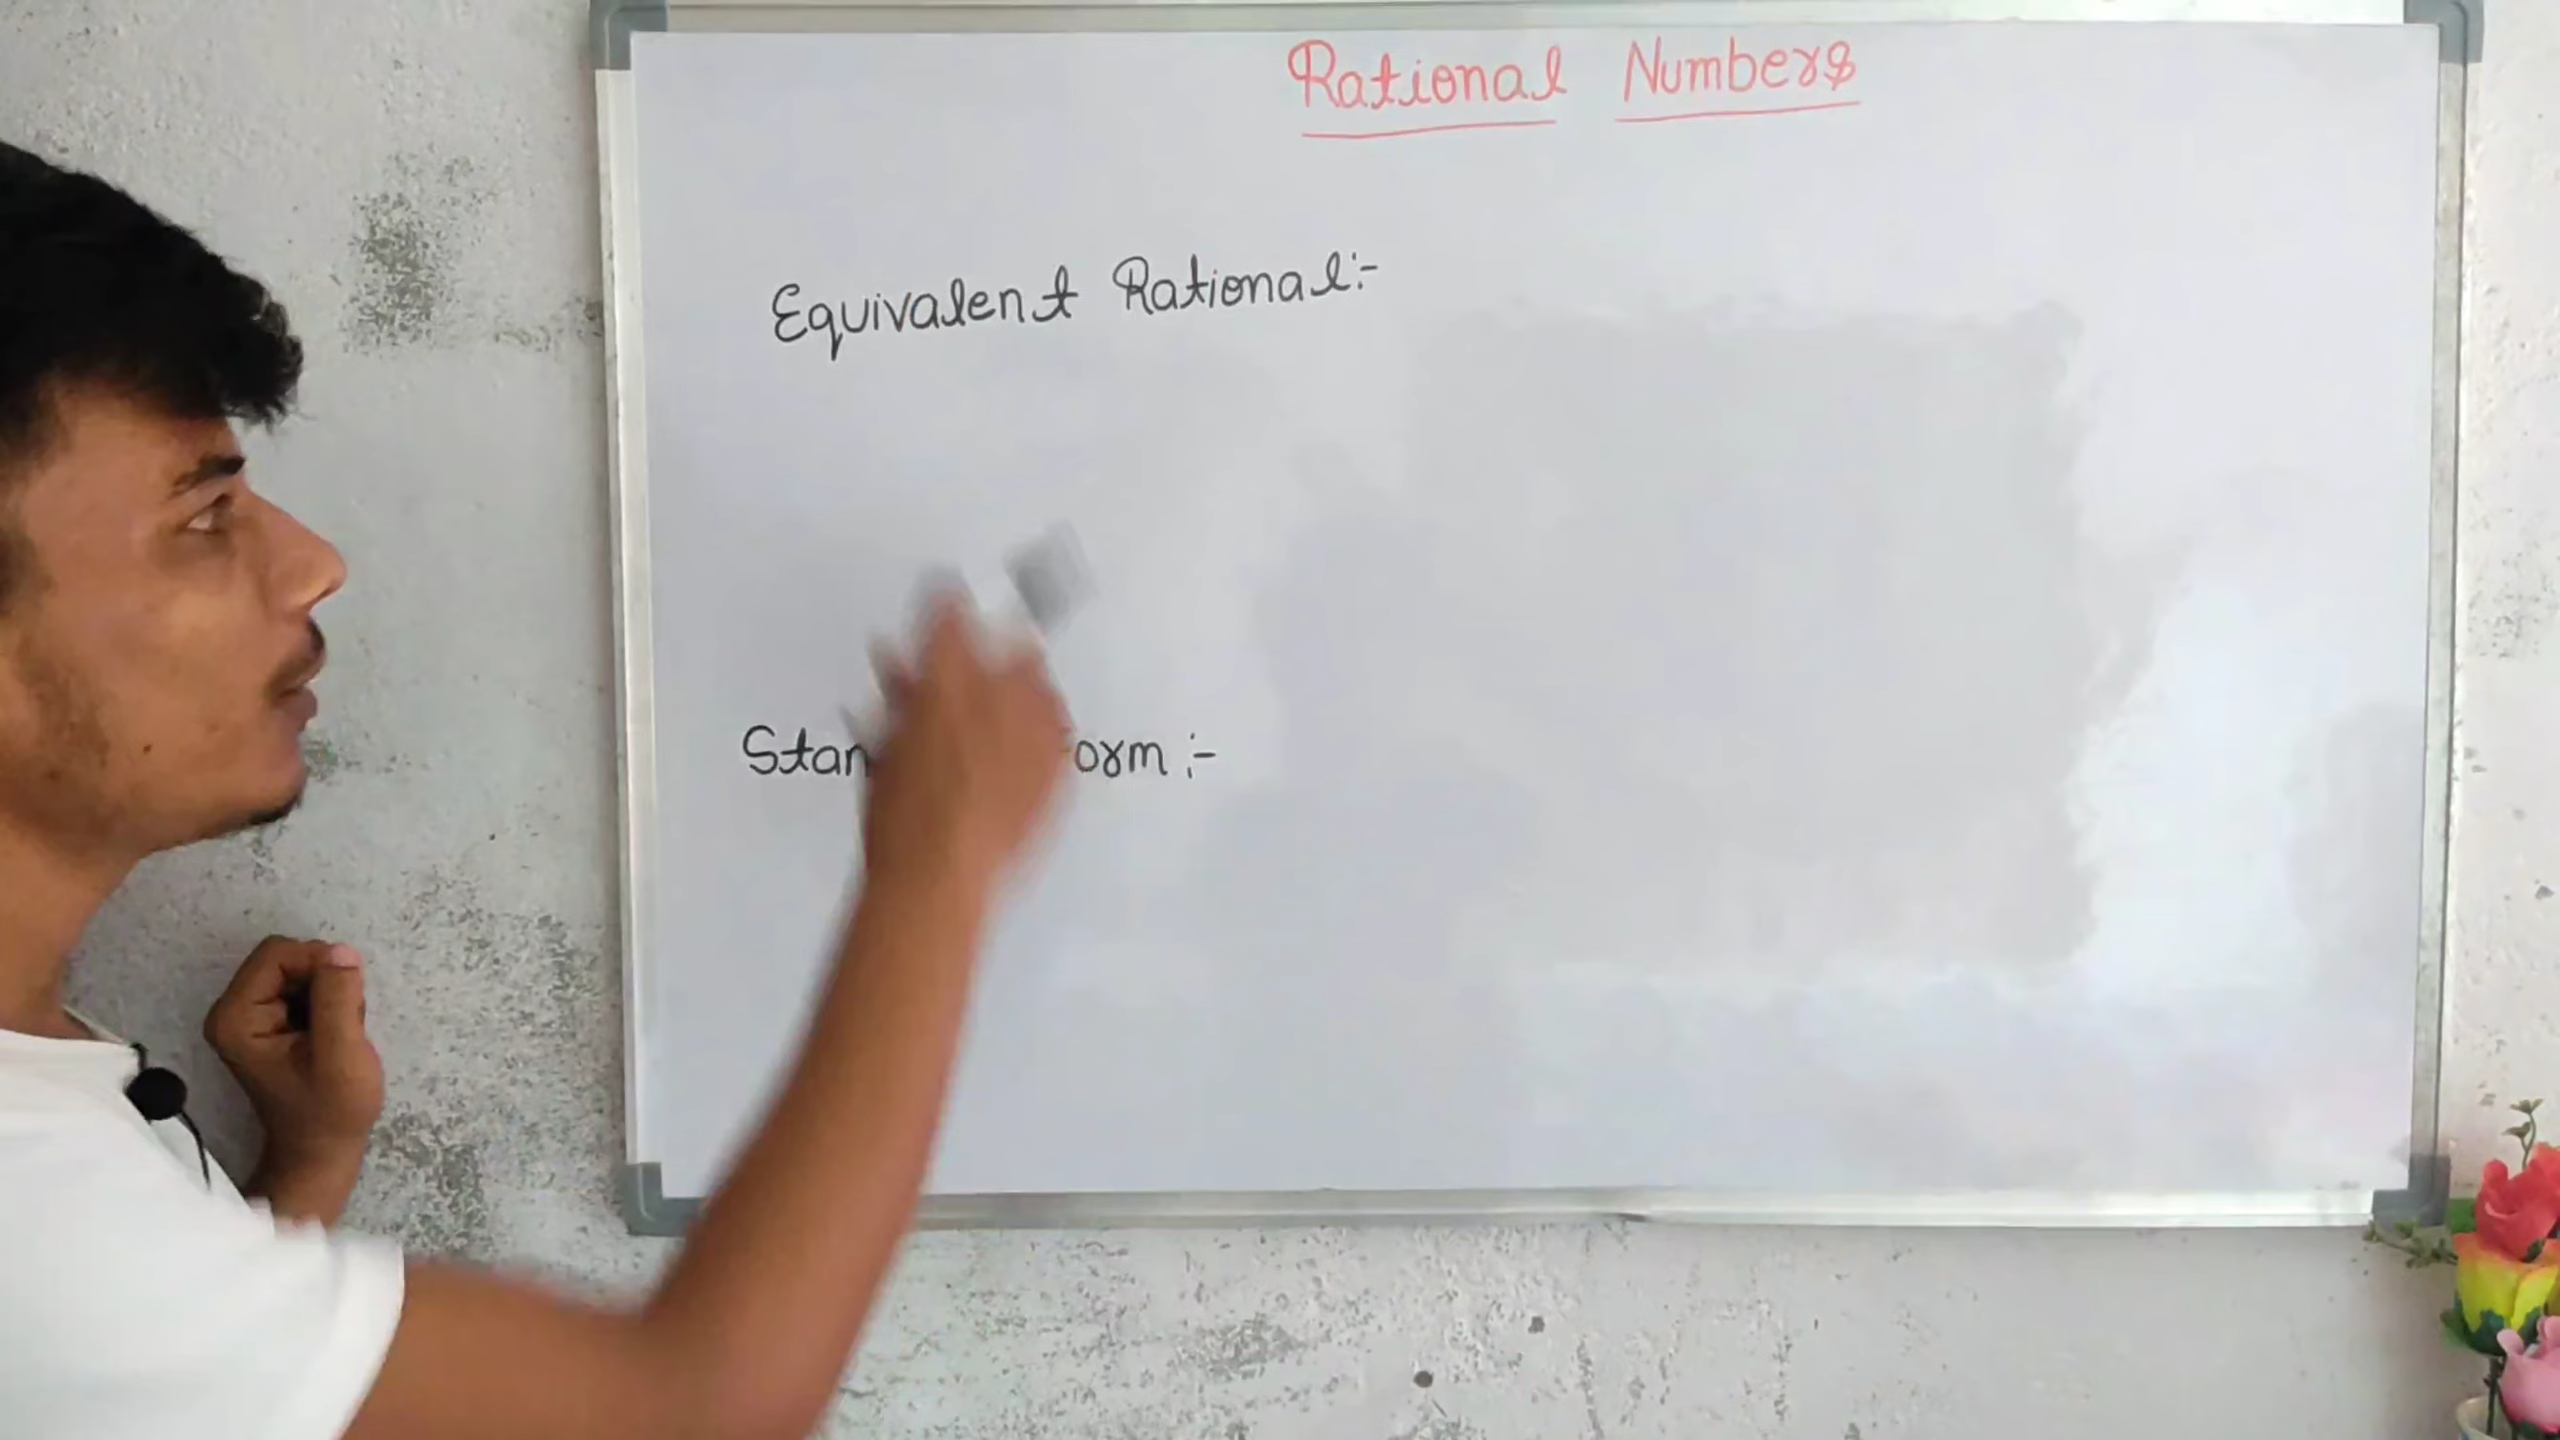 Rational Numbers
Equivalent Rational:-
Stan orm :-